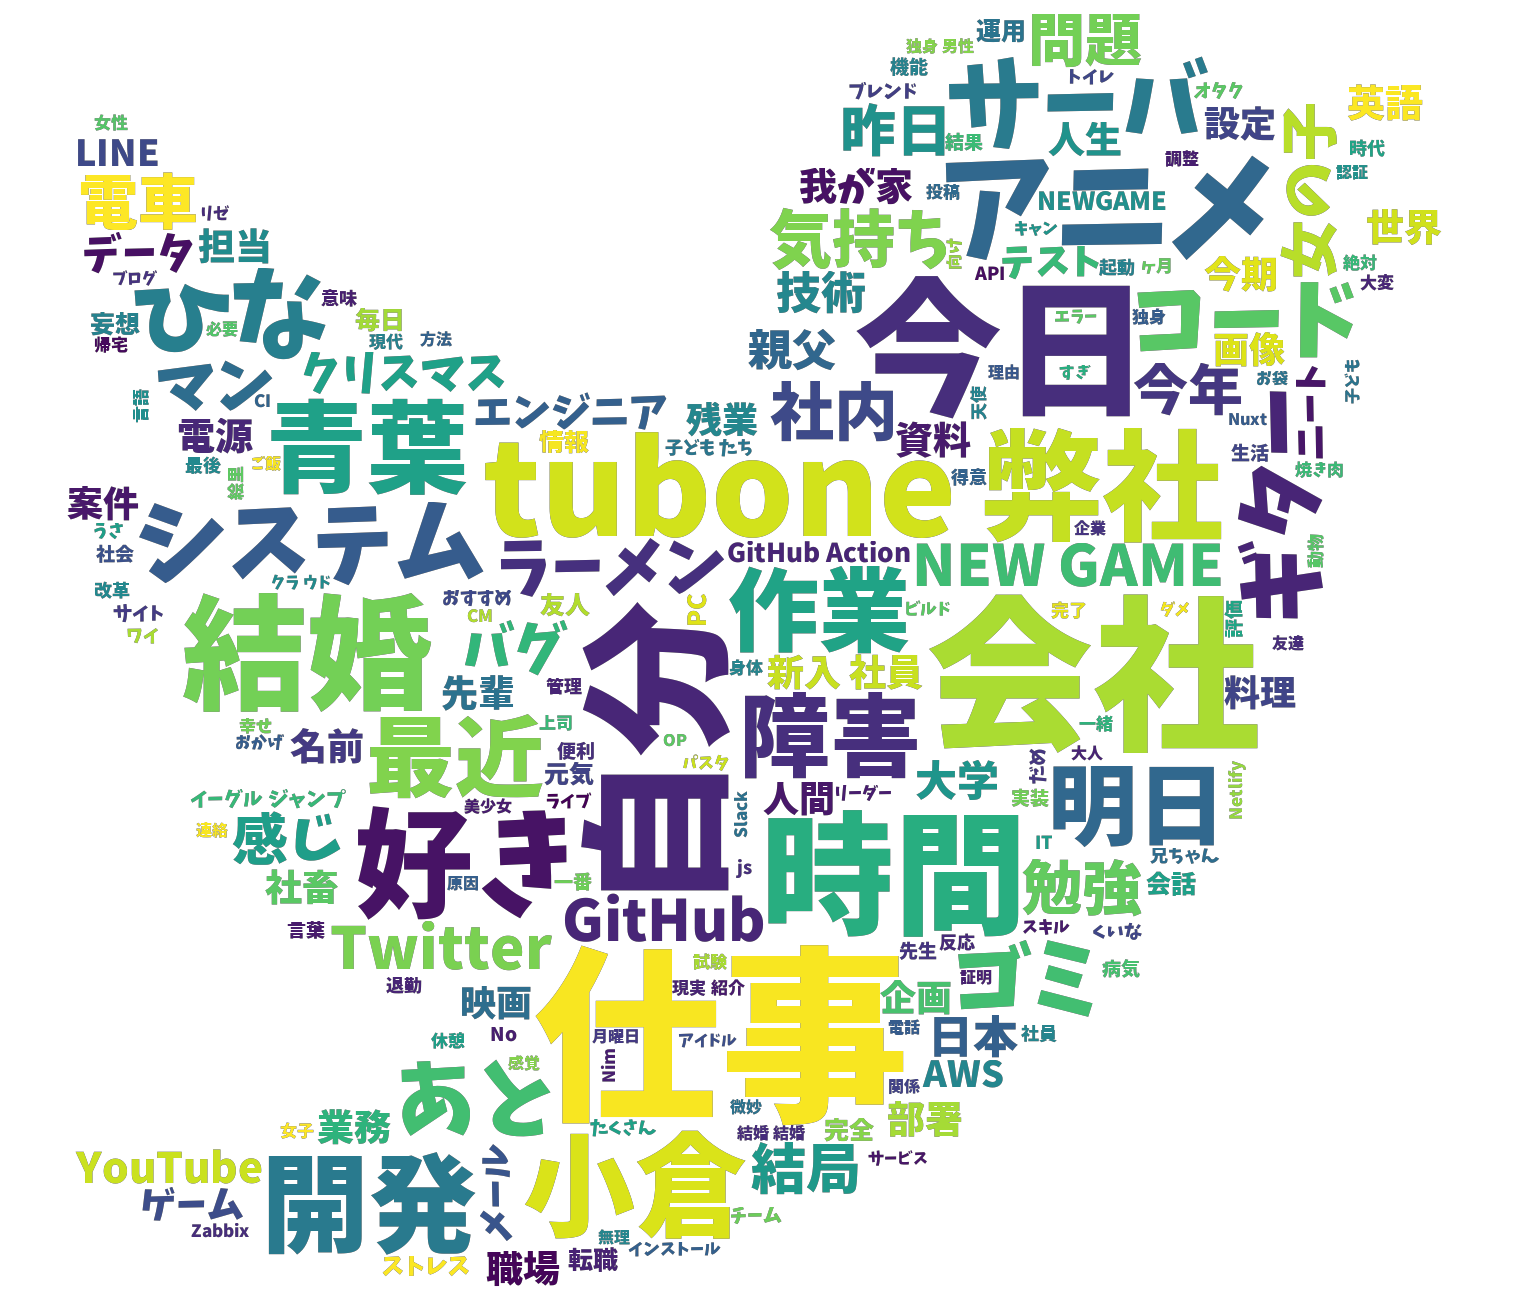 独身 男性
運用
問題
機能
サーバ
トイレ
ブレンド
オタク
英語
女性
昨日
結果
人生
設定
女の子
LINE
調整
時代
認証
電車
我が家
投稿
アニメ
NEWGAME
リゼ
気持ち
キャン
世界
データ
担当
向け
テスト
絶対
ブログ
技術
API
起動
ヶ月
今期
大変
ひな
意味
今日
コード
妄想
必要
毎日
エラー
独身
帰宅
現代
方法
親父
画像
クリスマス
理由
すぎ
今年
お袋
ニート
子ども
マン
CI
言語
エンジニア
残業
社内
天使
Nuxt
青葉
電源
情報
子ども たち
資料
生活
最後
ご飯
絵里
tubone
得意
弊社
焼き肉
ギター
案件
うさ
システム
企業
社会
ラーメン
GitHub Action
NEW GAME
動物
クラ ウド
改革
おすすめ
作業
サイト
結婚
CM
友人
PC
ビルド
会社
完了
ダメ
評価
ワイ
バグ
自分
友達
身体
新入 社員
先輩
管理
料理
幸せ
最近
上司
障害
一緒
おかげ
名前
便利
OP
パスタ
元気
だめ
大人
大学
明日
イーグル ジャンプ
美少女
ライブ
Slack
人間
リーダー
実装
Netlify
連絡
感じ
好き
時間
IT
兄ちゃん
社畜
原因
一番
js
勉強
会話
GitHub
言葉
Twitter
スキル
くいな
先生
反応
試験
ゴミ
証明
病気
退勤
映画
仕事
現実 紹介
企画
No
月曜日
アイドル
電話
日本
社員
休憩
感覚
Nim
関係
AWS
あと
微妙
女子
業務
たくさん
結婚 結婚
完全
部署
YouTube
開発
メール
小倉
結局
サービス
ゲーム
Zabbix
チーム
無理
インストール
ストレス
職場
転職